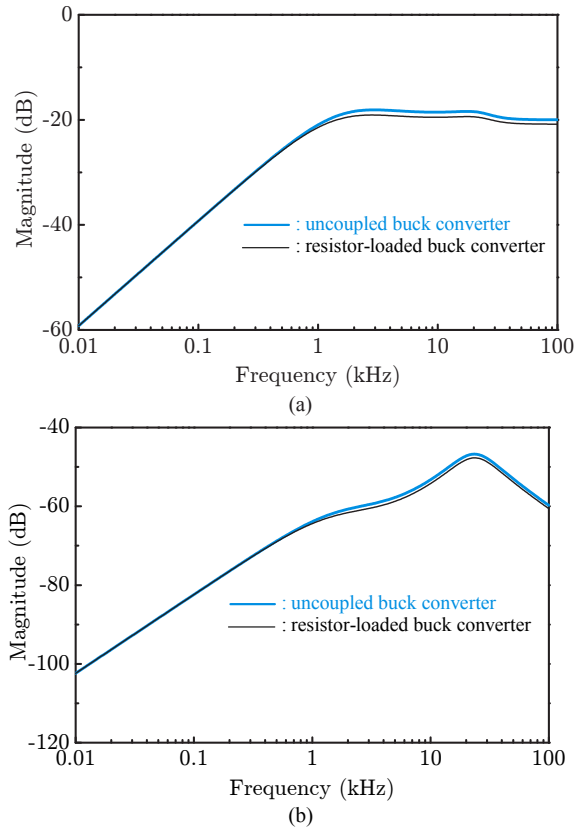 0
-20
-40
-60
Magnitude (dB)
: uncoupled buck converter
: resistor-loaded buck converter
0.01 0.1 1 10 100
Frequency (kHz)
(a)
-40
-60
-80
-100
-120
Magnitude (dB)
: uncoupled buck converter
: resistor-loaded buck converter
0.01 0.1 1 10 100
Frequency (kHz)
(b)